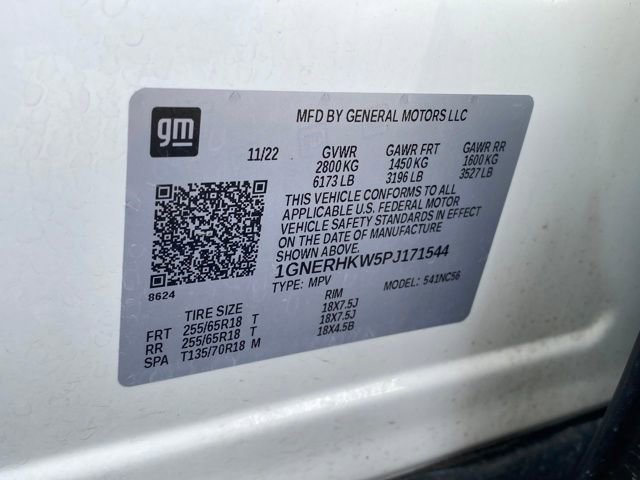 gm
MFD BY GENERAL MOTORS LLC
11/22 GVWR GAWR FRT GAWR RR
2800 KG 1450 KG 1600 KG
6173 LB 3196 LB 3527 LB
THIS VEHICLE CONFORMS TO ALL
APPLICABLE U.S. FEDERAL MOTOR
VEHICLE SAFETY STANDARDS IN EFFECT
ON THE DATE OF MANUFACTURE
SHOWN ABOVE.
1GNERHKW5PJ171544
TYPE: MPV MODEL: 541NC56
8624
TIRE SIZE RIM
FRT 255/65R18 T 18X7.5J
RR 255/65R18 T 18X7.5J
SPA T135/70R18 M 18X4.5B